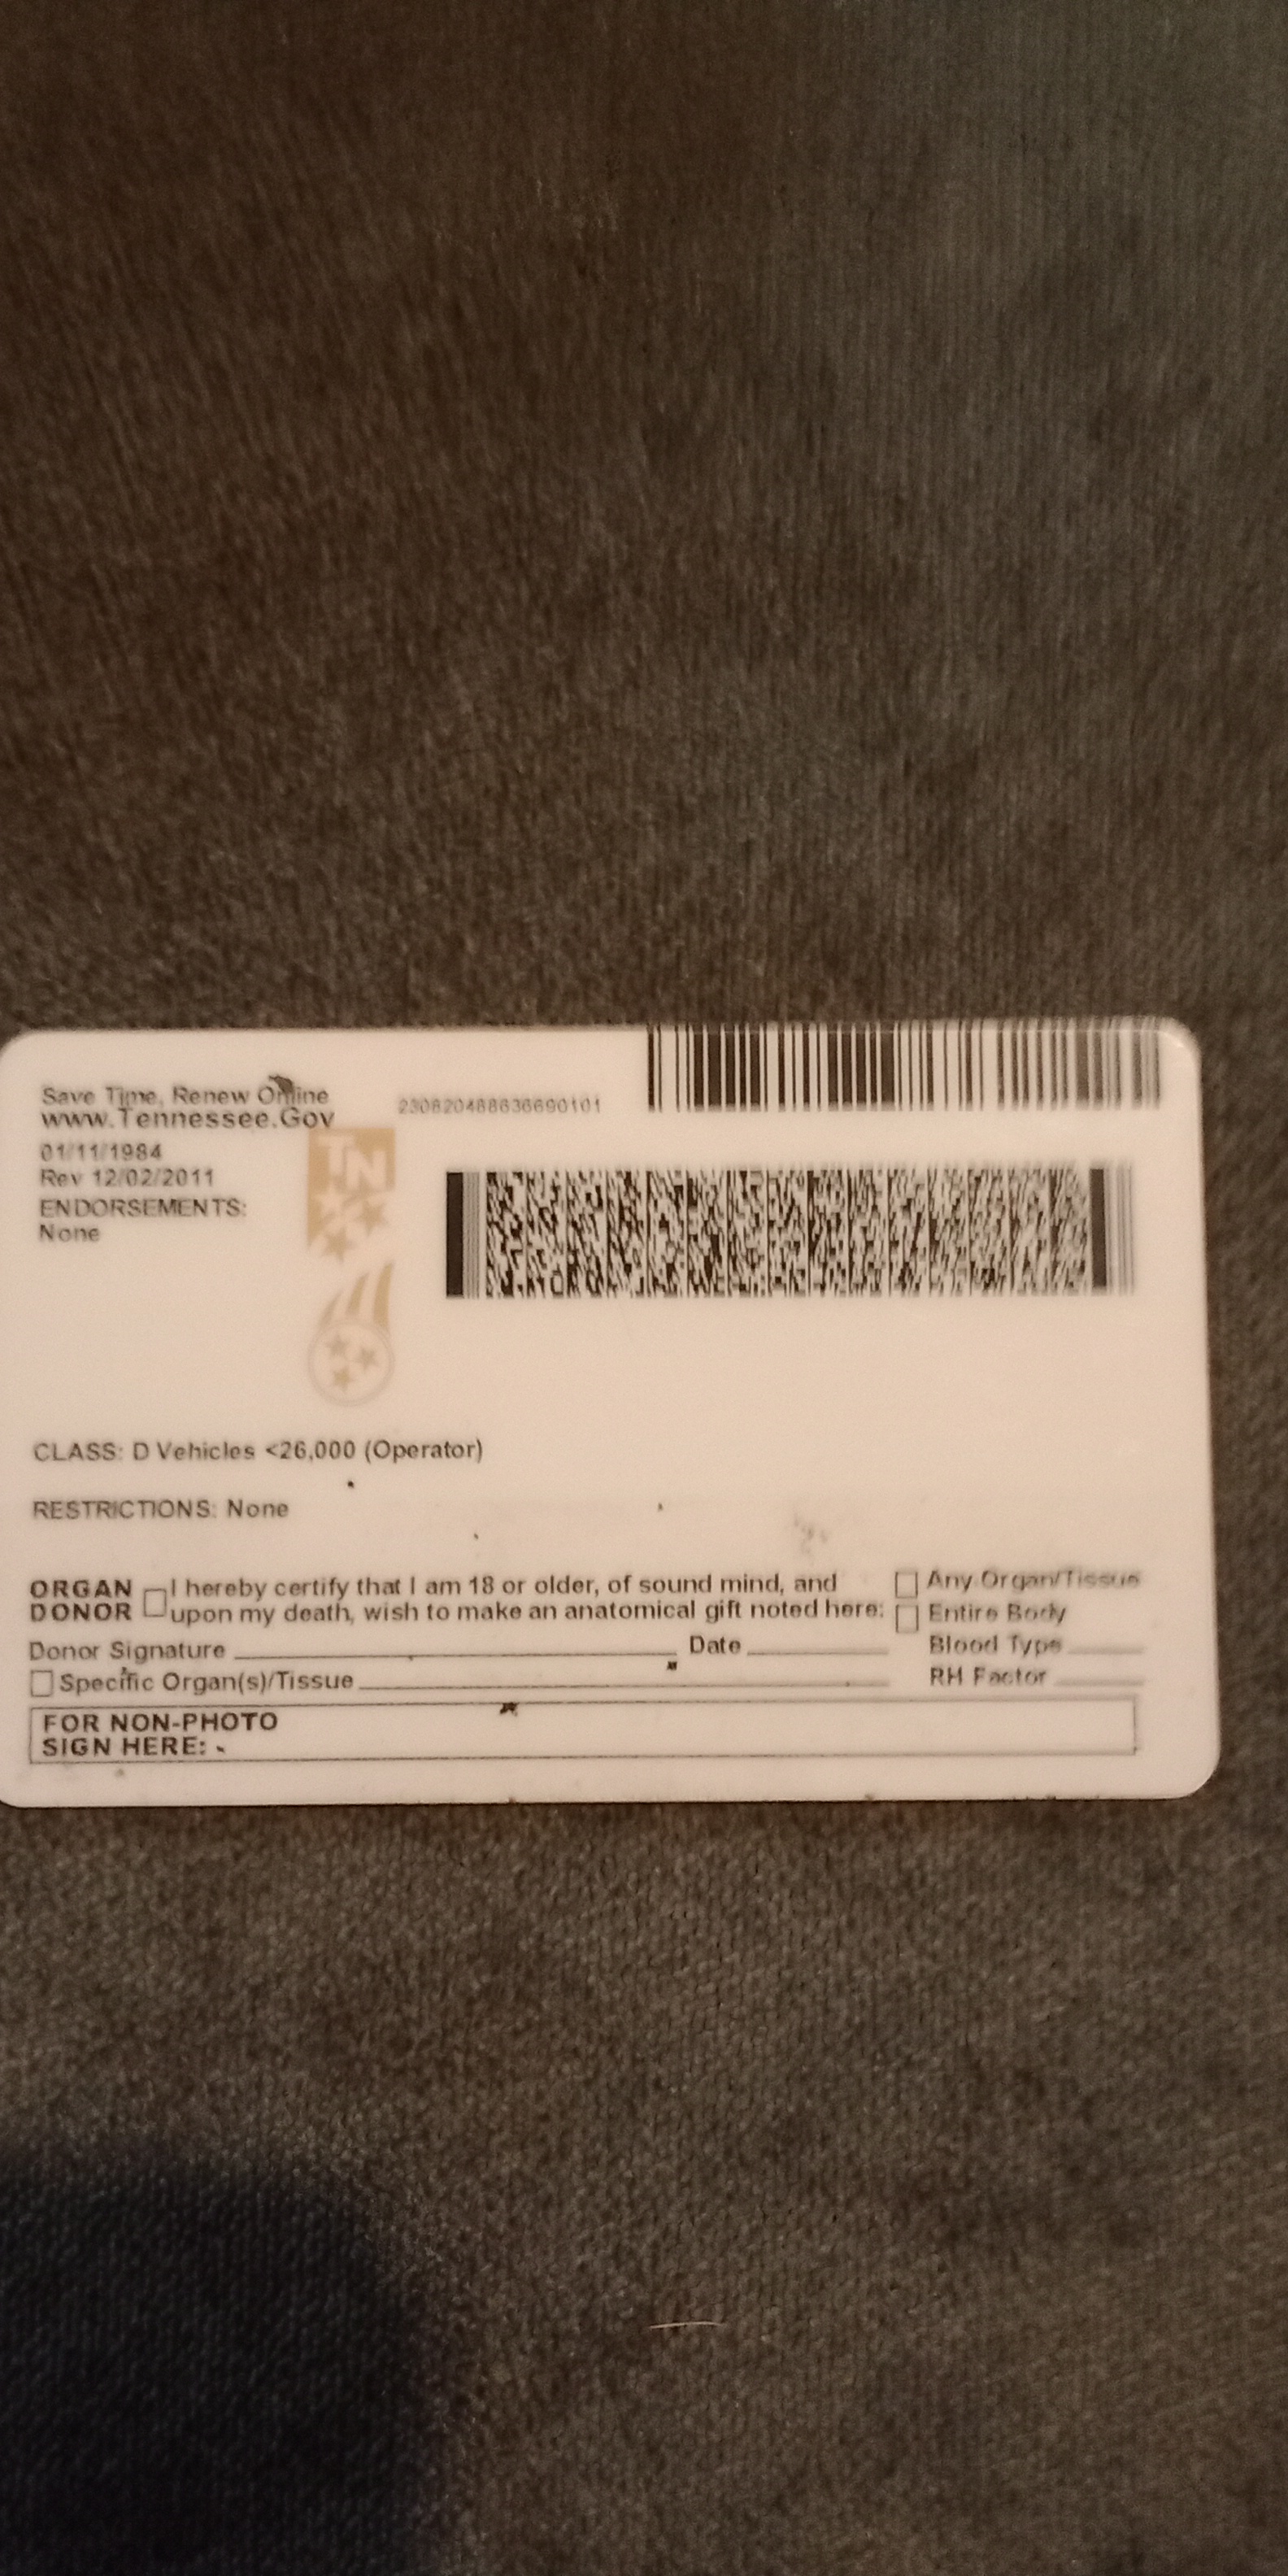 Save Time, Renew Online
www.Tennessee.Gov
230620488636690101
01/11/1984
Rev 12/02/2011
ENDORSEMENTS:
None
TN
CLASS: D Vehicles <26,000 (Operator)
RESTRICTIONS: None
ORGAN DONOR
I hereby certify that I am 18 or older, of sound mind, and
upon my death, wish to make an anatomical gift noted here:
Any Organ/Tissue
Entire Body
Donor Signature Date
Blood Type
Specific Organ(s)/Tissue
RH Factor
FOR NON-PHOTO
SIGN HERE: